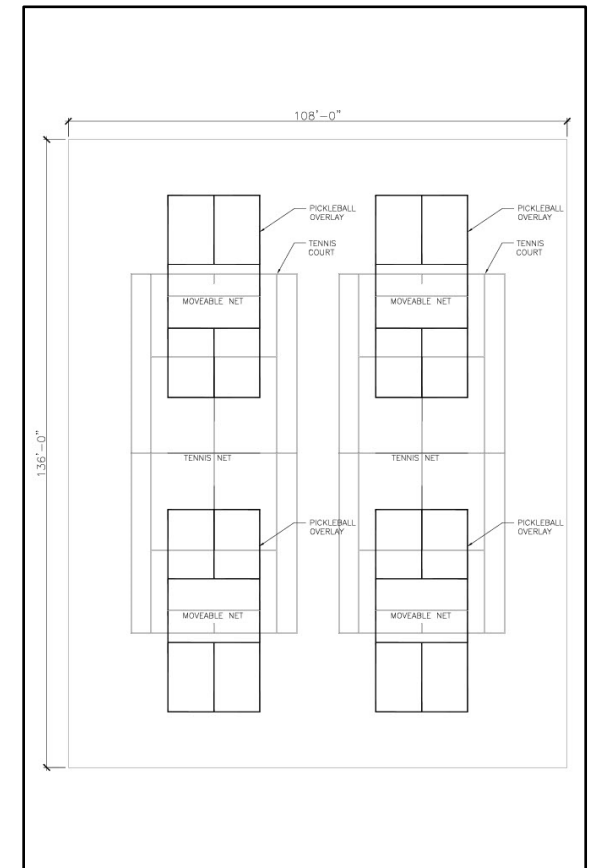 108'-0"
PICKLEBALL
OVERLAY
PICKLEBALL
OVERLAY
TENNIS
COURT
TENNIS
COURT
MOVEABLE NET
MOVEABLE NET
136'-0"
TENNIS NET
TENNIS NET
PICKLEBALL
OVERLAY
PICKLEBALL
OVERLAY
MOVEABLE NET
MOVEABLE NET